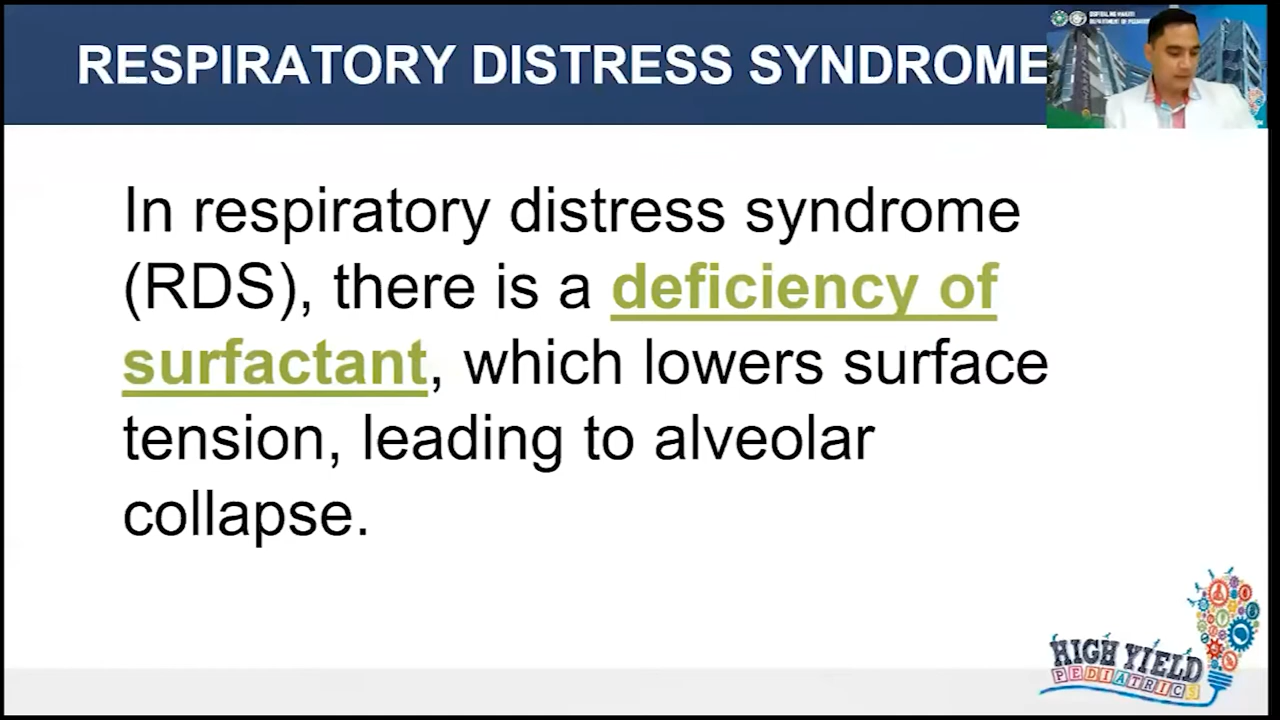 RESPIRATORY DISTRESS SYNDROME
In respiratory distress syndrome
(RDS), there is a deficiency of
surfactant, which lowers surface
tension, leading to alveolar
collapse.
HIGH YIELD
PEDIATRICS